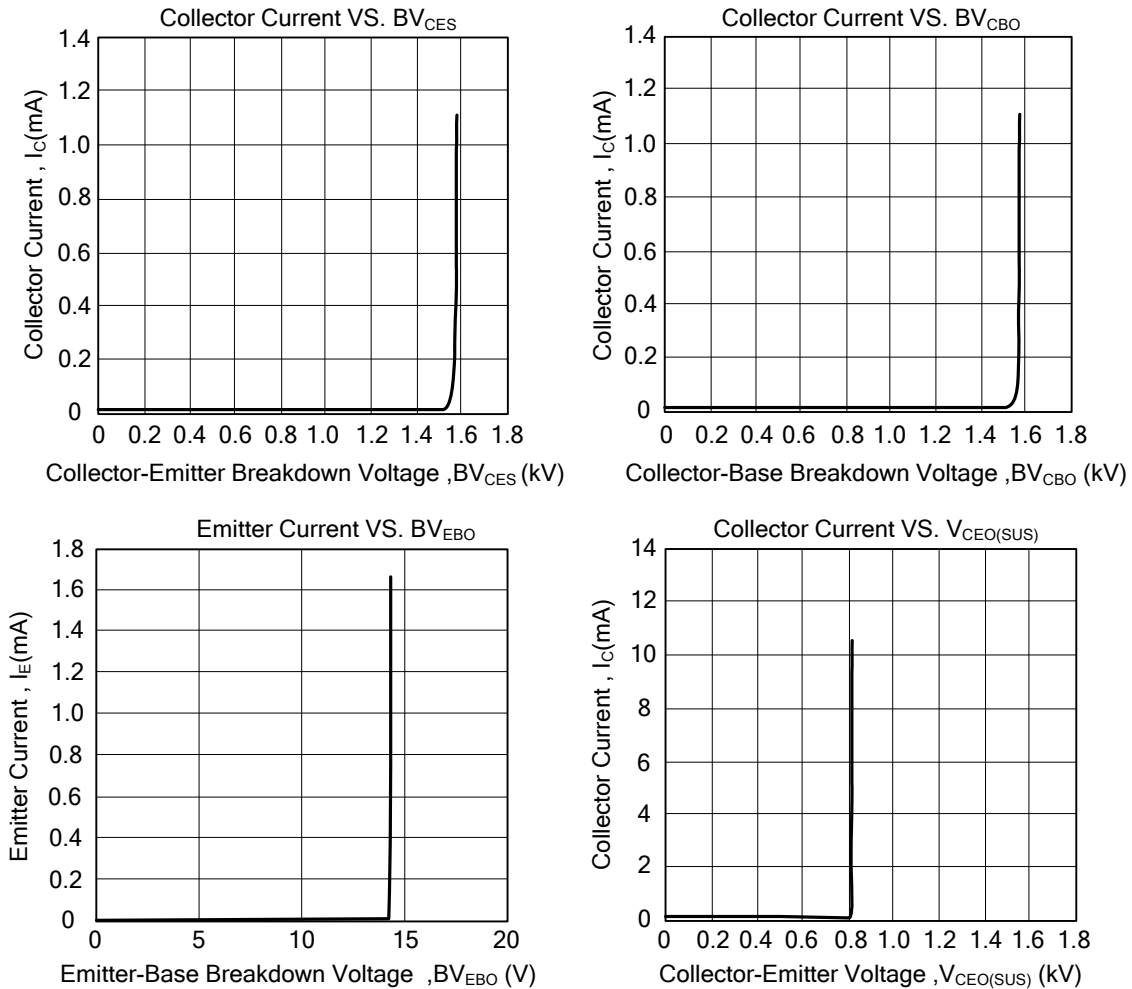 Collector Current VS. BVCES
1.4
1.2
1.0
0.8
0.6
0.4
0.2
0
Collector Current , IC(mA)
0 0.2 0.4 0.6 0.8 1.0 1.2 1.4 1.6 1.8
Collector-Emitter Breakdown Voltage ,BVCES (kV)
Collector Current VS. BVCBO
1.4
1.2
1.0
0.8
0.6
0.4
0.2
0
Collector Current , IC(mA)
0 0.2 0.4 0.6 0.8 1.0 1.2 1.4 1.6 1.8
Collector-Base Breakdown Voltage ,BVCBO (kV)
Emitter Current VS. BVEBO
1.8
1.6
1.4
1.2
1.0
0.8
0.6
0.4
0.2
0
Emitter Current , IE(mA)
0 5 10 15 20
Emitter-Base Breakdown Voltage ,BVEBO (V)
Collector Current VS. VCEO(SUS)
14
12
10
8
6
4
2
0
Collector Current , IC(mA)
0 0.2 0.4 0.6 0.8 1.0 1.2 1.4 1.6 1.8
Collector-Emitter Voltage ,VCEO(SUS) (kV)